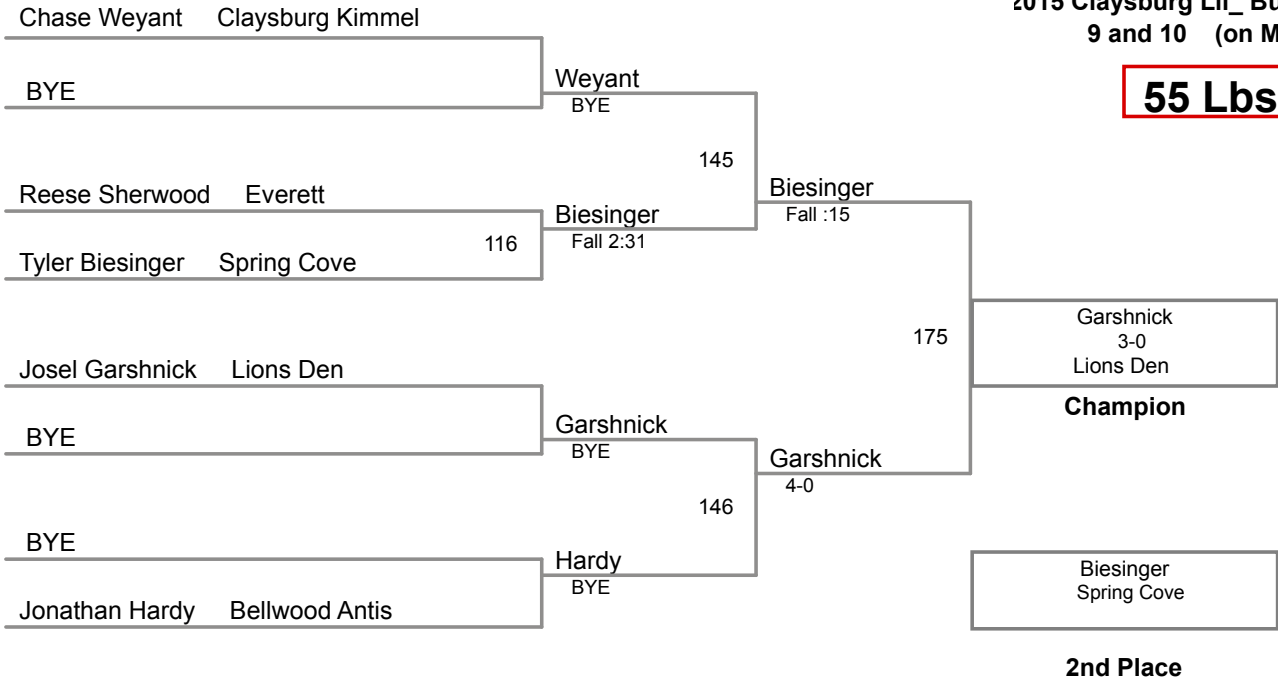 Chase Weyant Claysburg Kimmel
2015 Claysburg Lil_
9 and 10 (on
55 Lbs
BYE
Weyant
BYE
145
Reese Sherwood Everett
116
Tyler Biesinger Spring Cove
Biesinger
Fall 2:31
Biesinger
Fall :15
175
Josel Garshnick Lions Den
BYE
Garshnick
BYE
146
Garshnick
4-0
BYE
Jonathan Hardy Bellwood Antis
Hardy
BYE
Garshnick
3-0
Lions Den
Champion
Biesinger
Spring Cove
2nd Place